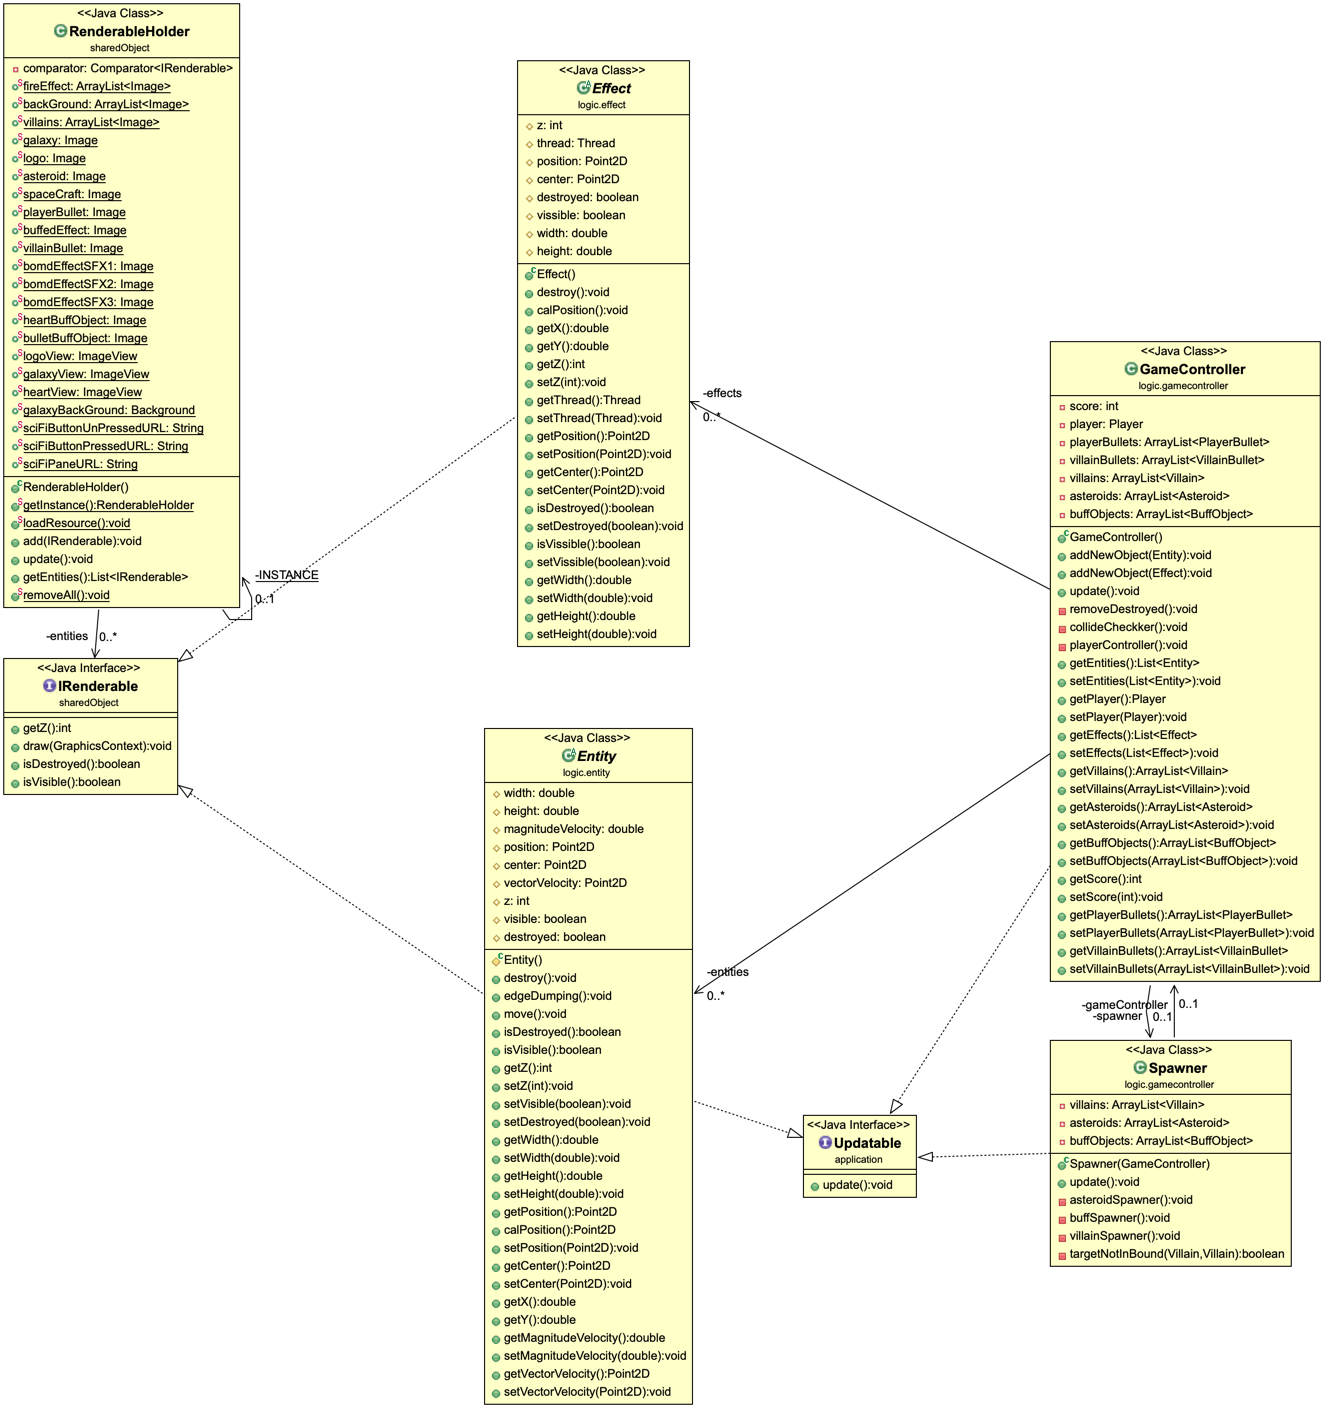 <<Java Class>>
RenderableHolder
sharedObject
comparator: Comparator<IRenderable>
fireEffect: ArrayList<Image>
backGround: ArrayList<Image>
villains: ArrayList<Image>
galaxy: Image
logo: Image
asteroid: Image
spaceCraft: Image
playerBullet: Image
buffedEffect: Image
villainBullet: Image
bomdEffectSFX1: Image
bomdEffectSFX2: Image
bomdEffectSFX3: Image
heartBuffObject: Image
bulletBuffObject: Image
logoView: ImageView
galaxyView: ImageView
heartView: ImageView
galaxyBackGround: Background
sciFiButtonUnPressedURL: String
sciFiButtonPressedURL: String
sciFiPaneURL: String
RenderableHolder()
getInstance():RenderableHolder
loadResource():void
add(IRenderable):void
update():void
getEntities():List<IRenderable>
removeAll():void
-INSTANCE
0..1
-entities
0..*
<<Java Interface>>
IRenderable
sharedObject
getZ():int
draw(GraphicsContext):void
isDestroyed():boolean
isVisible():boolean
<<Java Class>>
Effect
logic.effect
z: int
thread: Thread
position: Point2D
center: Point2D
destroyed: boolean
vissible: boolean
width: double
height: double
Effect()
destroy():void
calPosition():void
getX():double
getY():double
getZ():int
setZ(int):void
getThread():Thread
setThread(Thread):void
getPosition():Point2D
setPosition(Point2D):void
getCenter():Point2D
setCenter(Point2D):void
isDestroyed():boolean
setDestroyed(boolean):void
isVissible():boolean
setVissible(boolean):void
getWidth():double
setWidth(double):void
getHeight():double
setHeight(double):void
-effects
0..*
<<Java Class>>
Entity
logic.entity
width: double
height: double
magnitudeVelocity: double
position: Point2D
center: Point2D
vectorVelocity: Point2D
z: int
visible: boolean
destroyed: boolean
Entity()
destroy():void
edgeDumping():void
move():void
isDestroyed():boolean
isVisible():boolean
getZ():int
setZ(int):void
setVisible(boolean):void
setDestroyed(boolean):void
getWidth():double
setWidth(double):void
getHeight():double
setHeight(double):void
getPosition():Point2D
calPosition():Point2D
setPosition(Point2D):void
getCenter():Point2D
setCenter(Point2D):void
getX():double
getY():double
getMagnitudeVelocity():double
setMagnitudeVelocity(double):void
getVectorVelocity():Point2D
setVectorVelocity(Point2D):void
-entities
0..*
<<Java Interface>>
Updatable
application
update():void
<<Java Class>>
GameController
logic.gamecontroller
score: int
player: Player
playerBullets: ArrayList<PlayerBullet>
villainBullets: ArrayList<VillainBullet>
villains: ArrayList<Villain>
asteroids: ArrayList<Asteroid>
buffObjects: ArrayList<BuffObject>
GameController()
addNewObject(Entity):void
addNewObject(Effect):void
update():void
removeDestroyed():void
collideCheckker():void
playerController():void
getEntities():List<Entity>
setEntities(List<Entity>):void
getPlayer():Player
setPlayer(Player):void
getEffects():List<Effect>
setEffects(List<Effect>):void
getVillains():ArrayList<Villain>
setVillains(ArrayList<Villain>):void
getAsteroids():ArrayList<Asteroid>
setAsteroids(ArrayList<Asteroid>):void
getBuffObjects():ArrayList<BuffObject>
setBuffObjects(ArrayList<BuffObject>):void
getScore():int
setScore(int):void
getPlayerBullets():ArrayList<PlayerBullet>
setPlayerBullets(ArrayList<PlayerBullet>):void
getVillainBullets():ArrayList<VillainBullet>
setVillainBullets(ArrayList<VillainBullet>):void
-gameController
0..1
-spawner
0..1
<<Java Class>>
Spawner
logic.gamecontroller
villains: ArrayList<Villain>
asteroids: ArrayList<Asteroid>
buffObjects: ArrayList<BuffObject>
Spawner(GameController)
update():void
asteroidSpawner():void
buffSpawner():void
villainSpawner():void
targetNotInBound(Villain,Villain):boolean